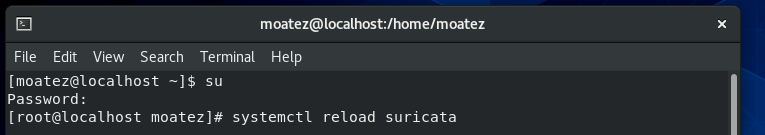 moatez@localhost:/home/moatez
File Edit View Search Terminal Help
[moatez@localhost ~]$ su
Password:
[root@localhost moatez]# systemctl reload suricata